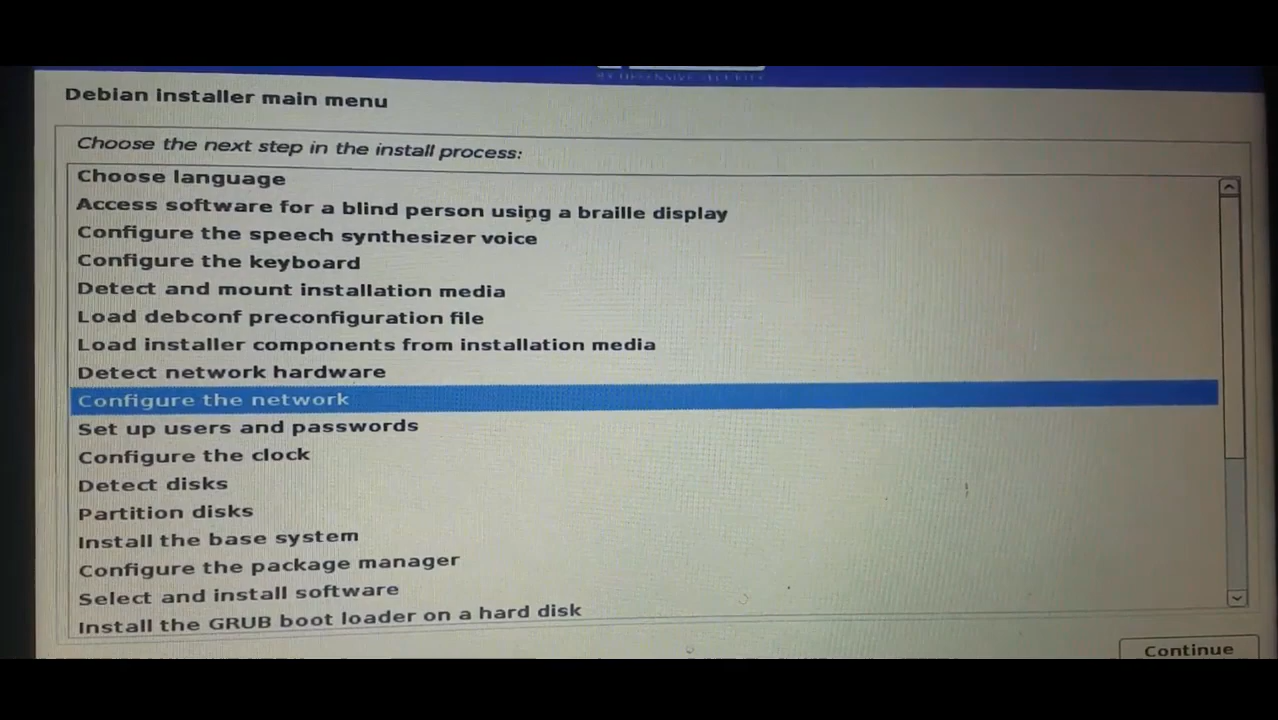 BY OFFENSIVE SECURITY
Debian installer main menu
Choose the next step in the install process:
Choose language
Access software for a blind person using a braille display
Configure the speech synthesizer voice
Configure the keyboard
Detect and mount installation media
Load debconf preconfiguration file
Load installer components from installation media
Detect network hardware
Configure the network
Set up users and passwords
Configure the clock
Detect disks
Partition disks
Install the base system
Configure the package manager
Select and install software
Install the GRUB boot loader on a hard disk
Continue